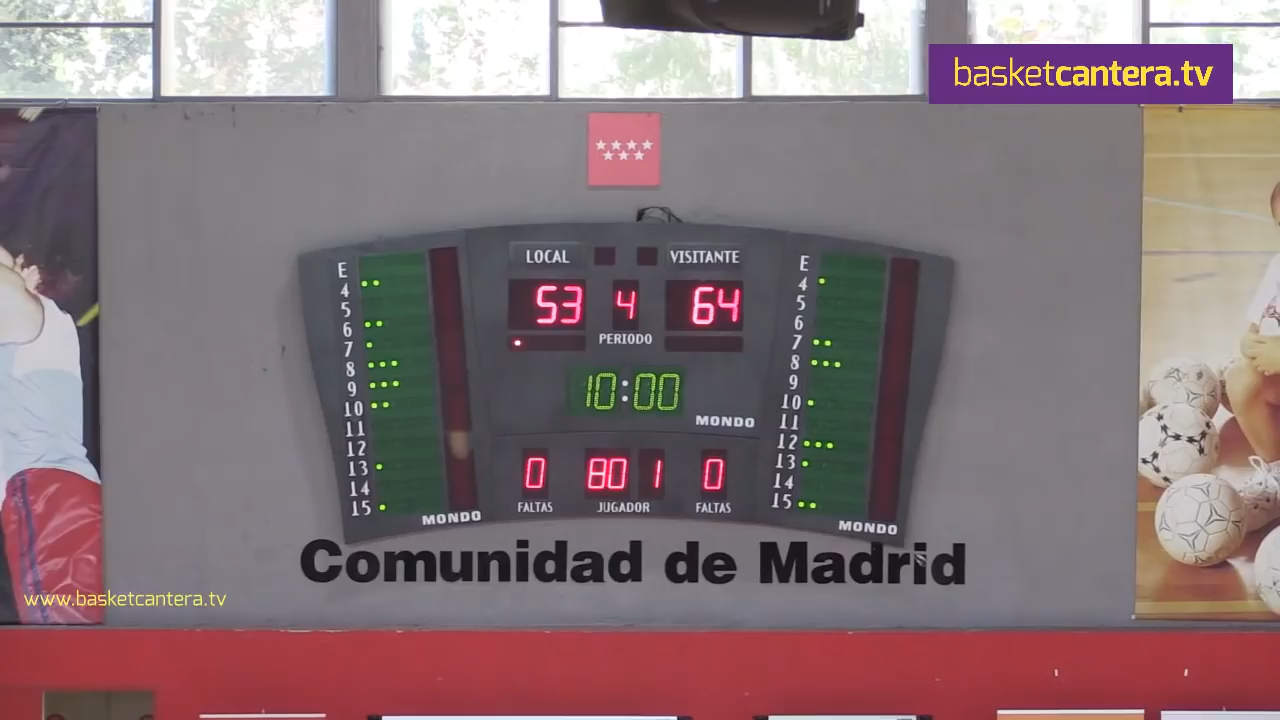 basketcantera.tv
LOCAL
VISITANTE
E
4
5
6
7
8
9
10
11
12
13
14
15
53
4
64
PERIODO
10:00
MONDO
0
80 1
0
FALTAS
JUGADOR
FALTAS
MONDO
E
4
5
6
7
8
9
10
11
12
13
14
15
MONDO
Comunidad de Madrid
www.basketcantera.tv